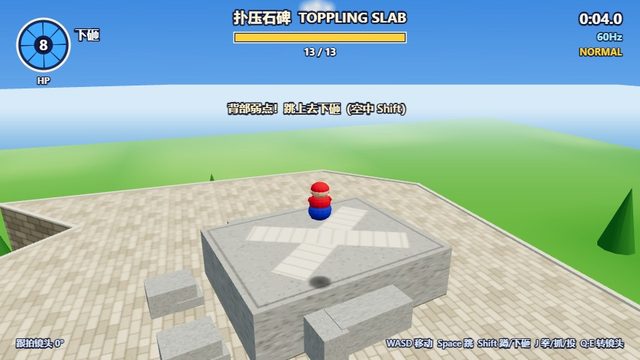 扑压石碑 TOPPLING SLAB
13 / 13
8
HP
下砸
0:04.0
60Hz
NORMAL
背部弱点! 跳上去下砸 (空中 Shift)
跟拍镜头 0°
WASD 移动 Space 跳 Shift 蹲/下砸 J 拳/抓/投 Q·E 转镜头